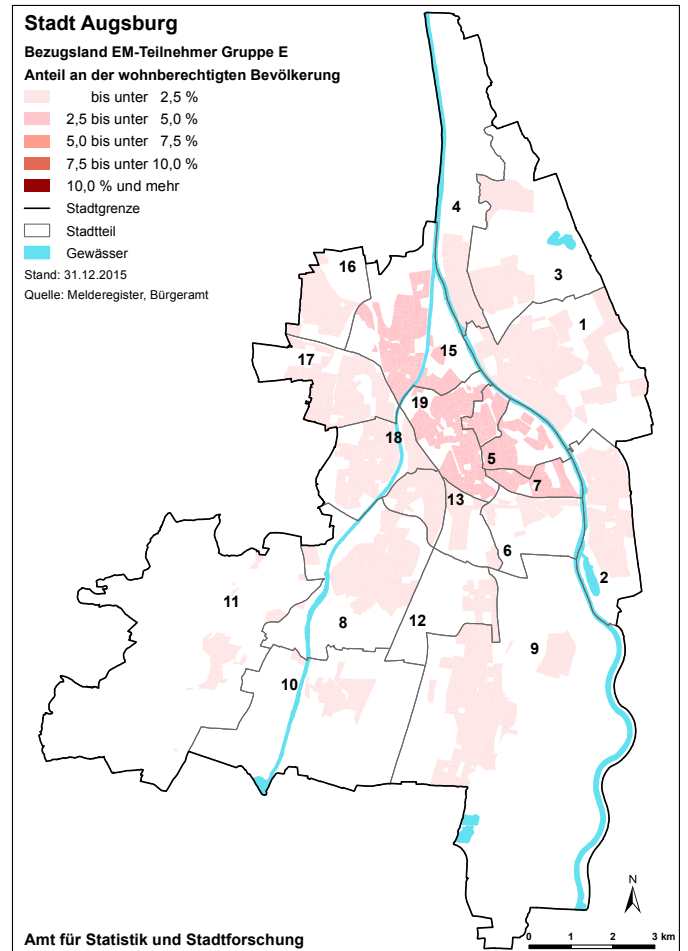 Stadt Augsburg
Bezugsland EM-Teilnehmer Gruppe E
Anteil an der wohnberechtigten Bevölkerung
bis unter 2,5 %
2,5 bis unter 5,0 %
5,0 bis unter 7,5 %
7,5 bis unter 10,0 %
10,0 % und mehr
Stadtgrenze
Stadtteil
Gewässer
Stand: 31.12.2015
Quelle: Melderegister, Bürgeramt
4
16
3
1
15
17
19
18
5
7
13
6
2
11
8
12
9
10
N
Amt für Statistik und Stadtforschung
0 1 2 3 km